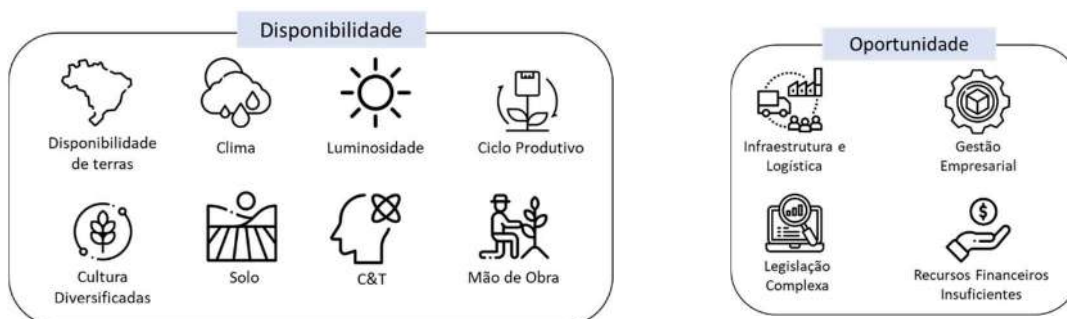 Disponibilidade
Disponibilidade
de terras
Clima
Luminosidade
Ciclo Produtivo
Cultura
Diversificadas
Solo
C&T
Mão de Obra
Oportunidade
Infraestrutura e
Logística
Gestão
Empresarial
Legislação
Complexa
Recursos Financeiros
Insuficientes